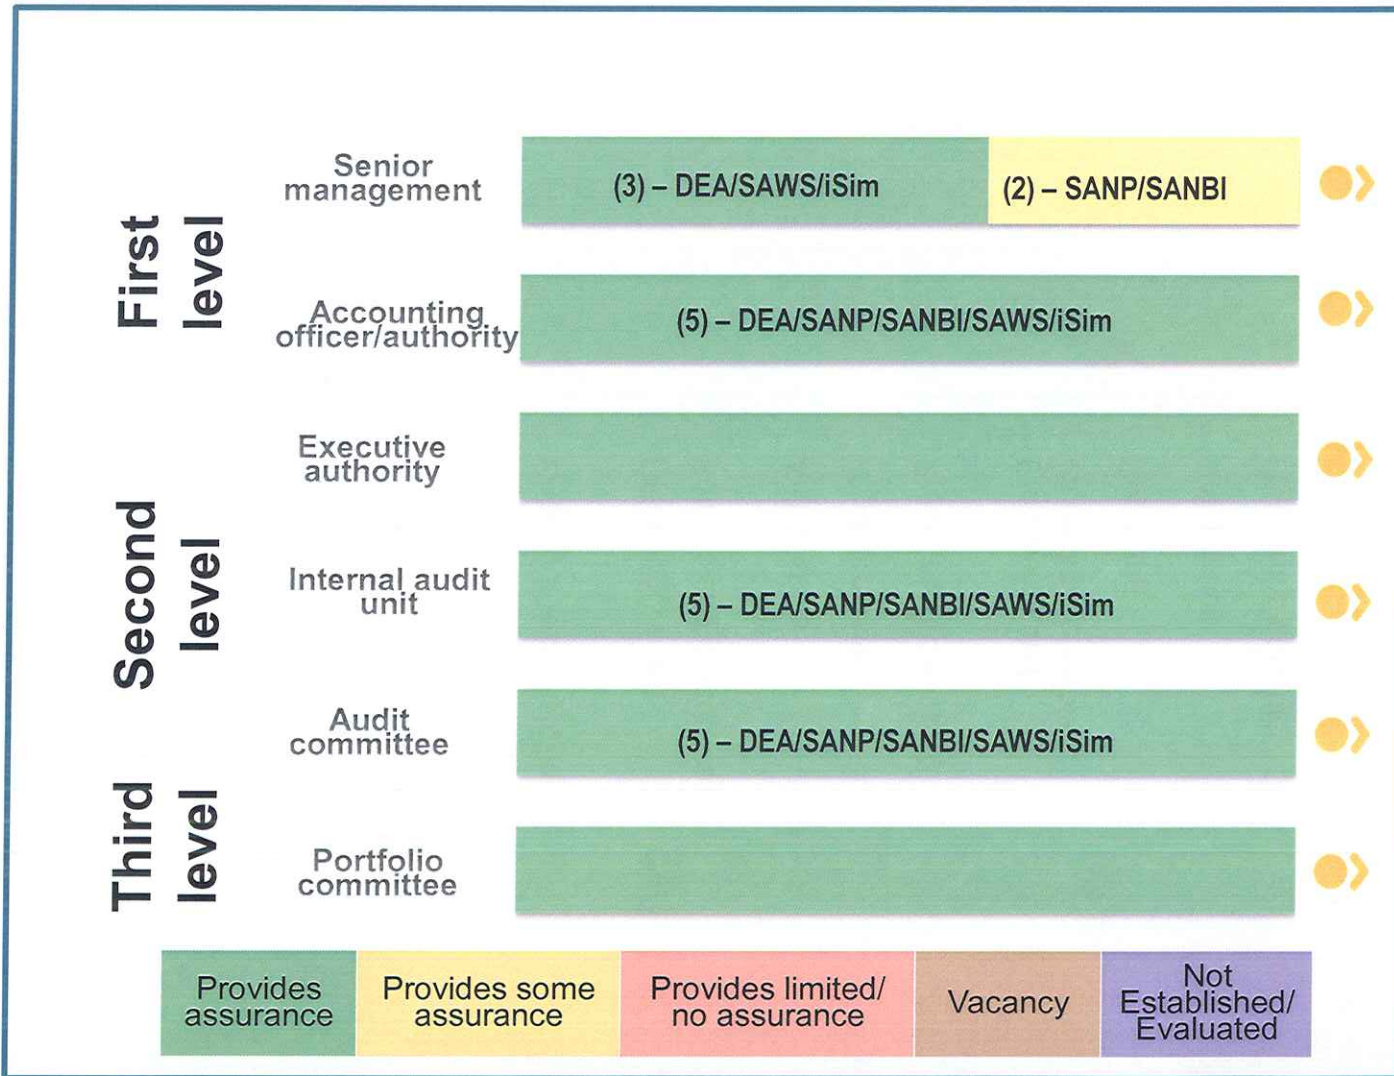 First
level
Senior
management
(3) – DEA/SAWS/iSim
(2) – SANP/SANBI
Accounting
officer/authority
(5) – DEA/SANP/SANBI/SAWS/iSim
Second
level
Executive
authority
Internal audit
unit
(5) – DEA/SANP/SANBI/SAWS/iSim
Audit
committee
(5) – DEA/SANP/SANBI/SAWS/iSim
Third
level
Portfolio
committee
Provides
assurance
Provides some
assurance
Provides limited/
no assurance
Vacancy
Not
Established/
Evaluated